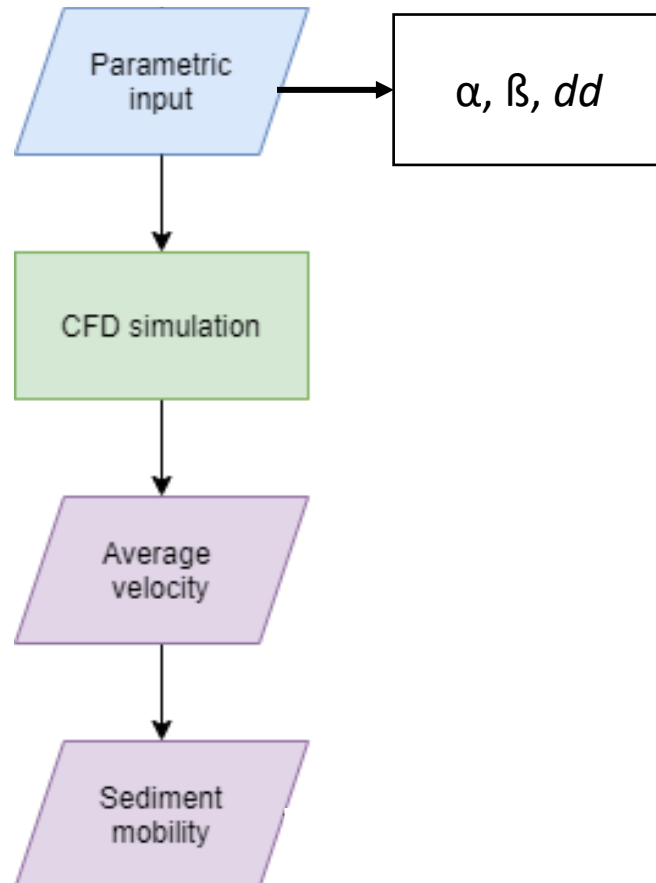 Parametric
input
α, ß, dd
CFD simulation
Average
velocity
Sediment
mobility